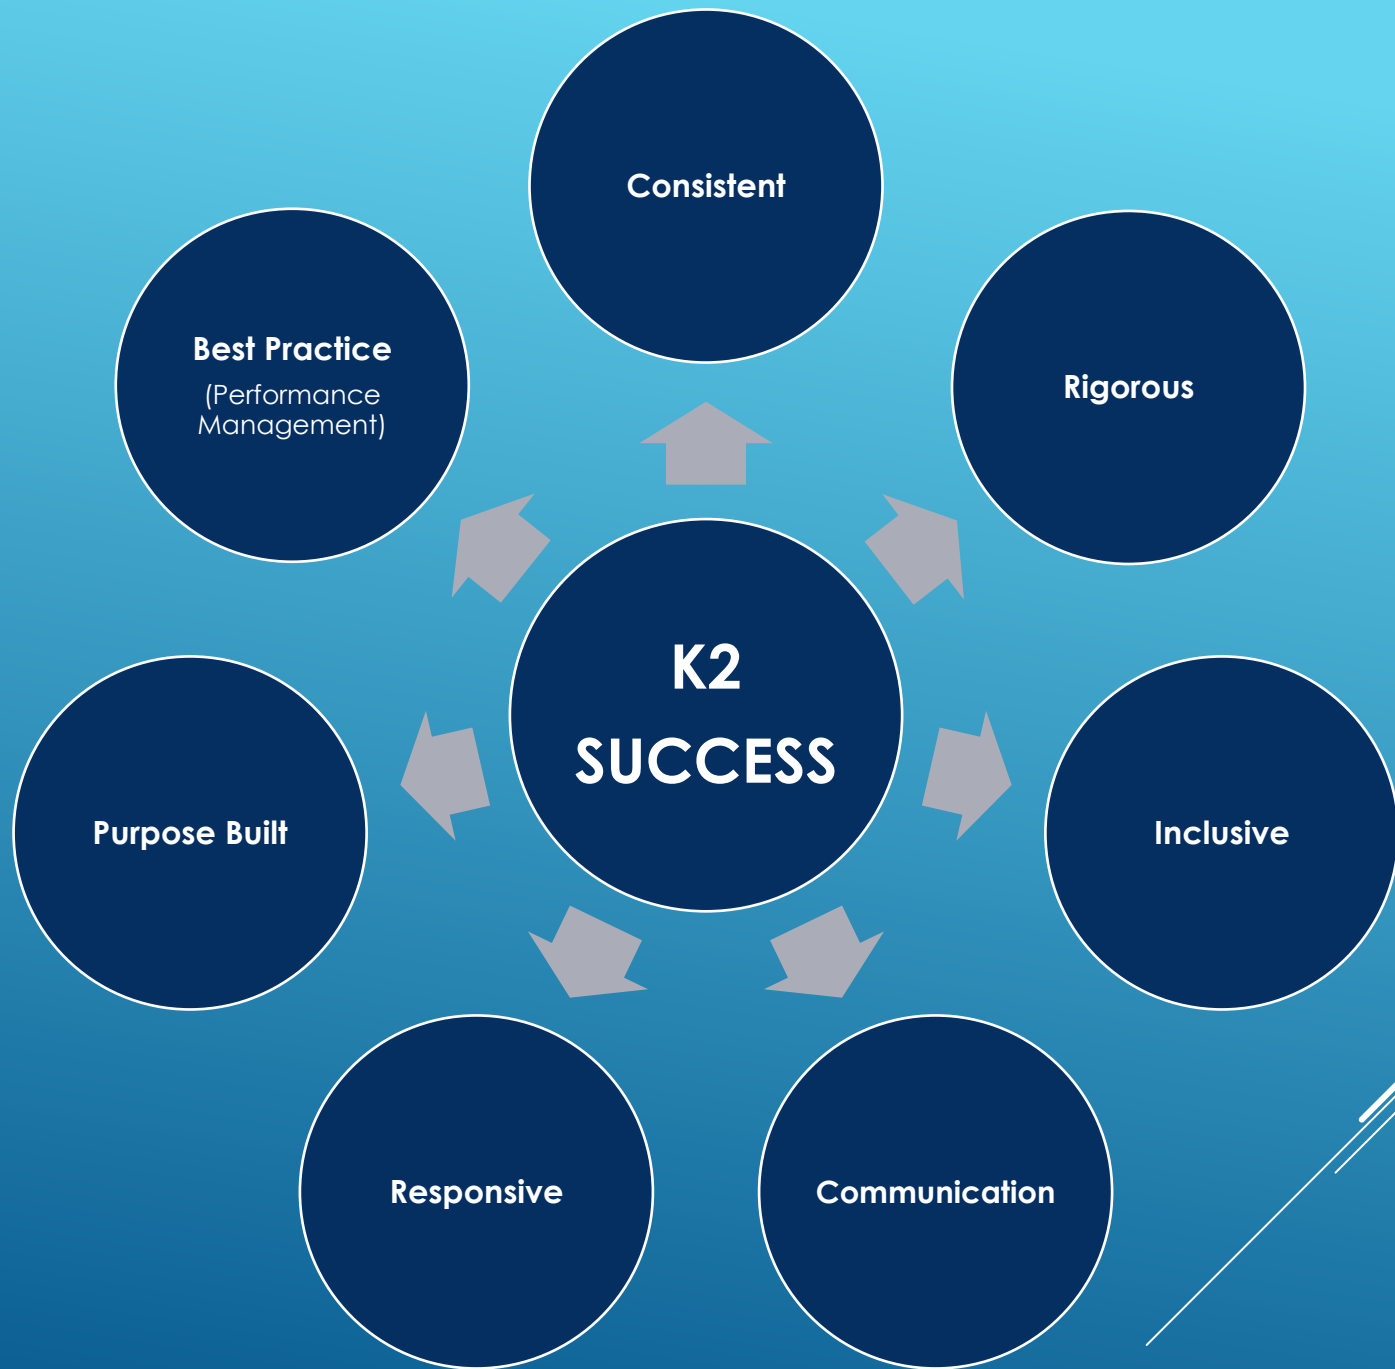 Consistent
Rigorous
Best Practice
(Performance
Management)
K2
SUCCESS
Purpose Built
Inclusive
Responsive
Communication